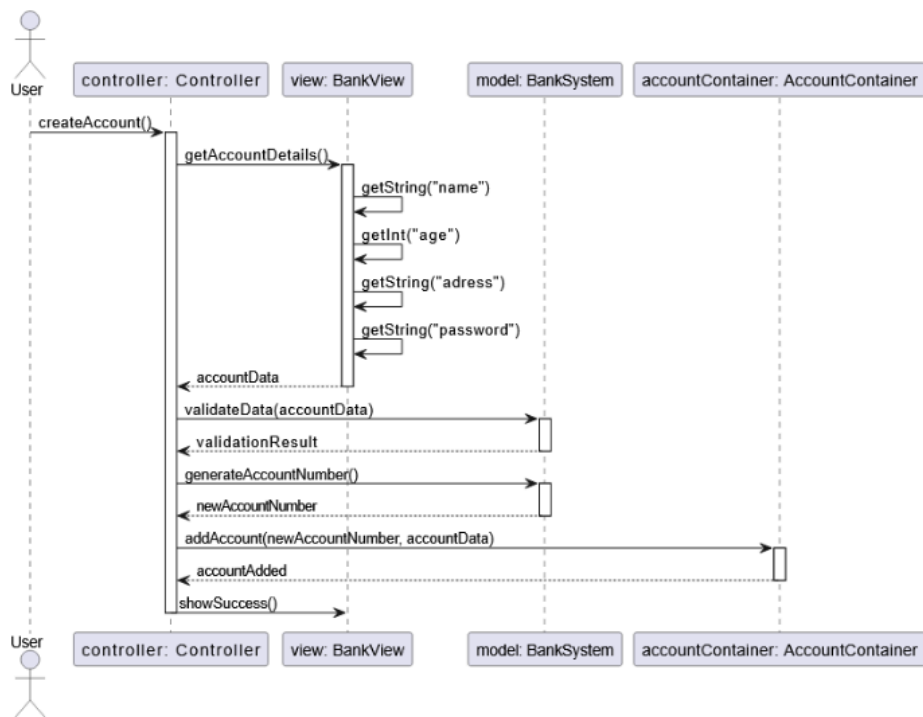 User
controller: Controller
view: BankView
model: BankSystem
accountContainer: AccountContainer
createAccount()
getAccountDetails()
getString("name")
getInt("age")
getString("adress")
getString("password")
accountData
validateData(accountData)
validationResult
generateAccountNumber()
newAccountNumber
addAccount(newAccountNumber, accountData)
accountAdded
showSuccess()
User
controller: Controller
view: BankView
model: BankSystem
accountContainer: AccountContainer